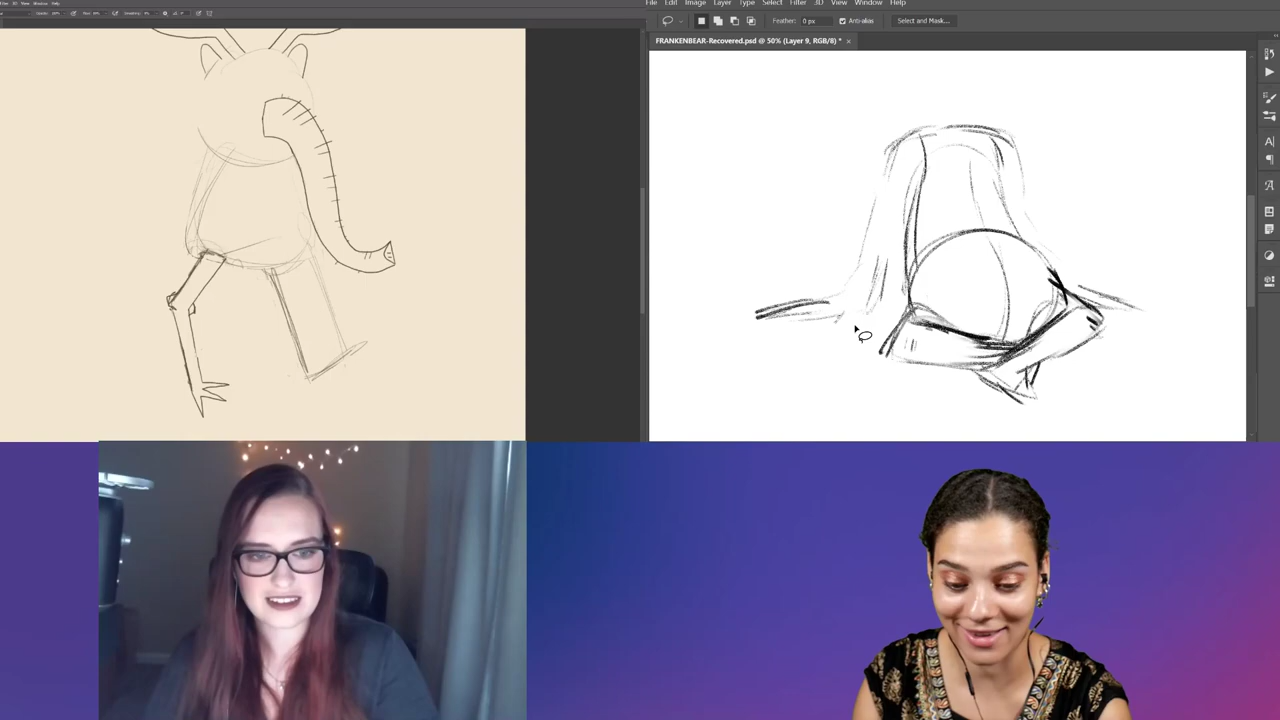 File Edit Image Layer Type Select Filter 3D View Window Help
Feather: 0 px Anti-alias Select and Mask...
FRANKENBEAR-Recovered.psd @ 50% (Layer 9, RGB/8) * ×